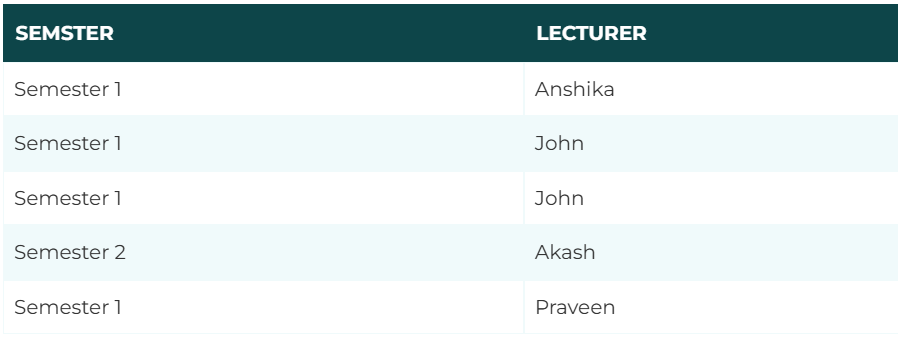 SEMSTER LECTURER
Semester 1 Anshika
Semester 1 John
Semester 1 John
Semester 2 Akash
Semester 1 Praveen